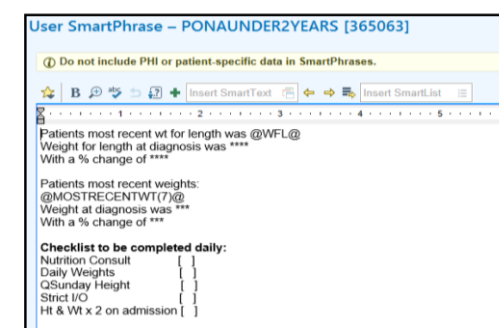 User SmartPhrase – PONAUNDER2YEARS [365063]
Do not include PHI or patient-specific data in SmartPhrases.
B Insert SmartText Insert SmartList
1 2 3 4 5
Patients most recent wt for length was @WFL@
Weight for length at diagnosis was ****
With a % change of ****
Patients most recent weights:
@MOSTRECENTWT(7)@
Weight at diagnosis was ***
With a % change of ***
Checklist to be completed daily:
Nutrition Consult [ ]
Daily Weights [ ]
QSunday Height [ ]
Strict I/O [ ]
Ht & Wt x 2 on admission [ ]